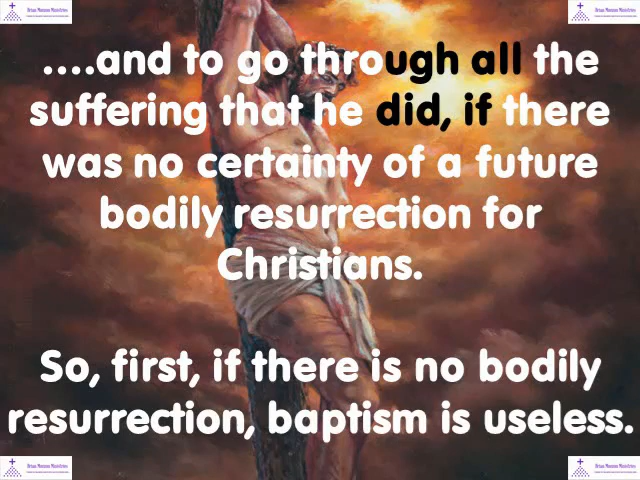 ....and to go through all the
suffering that he did, if there
was no certainty of a future
bodily resurrection for
Christians.
So, first, if there is no bodily
resurrection, baptism is useless.